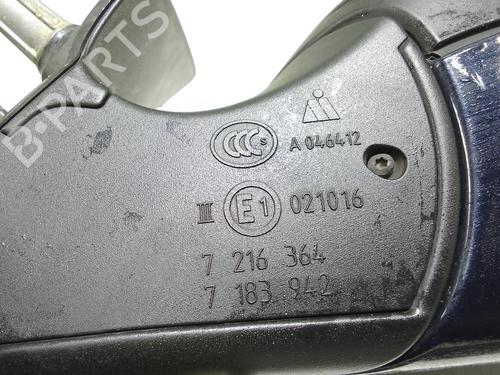 B-PARTS
CCC S A 046412
III E1 021016
7 216 364
7 183 942